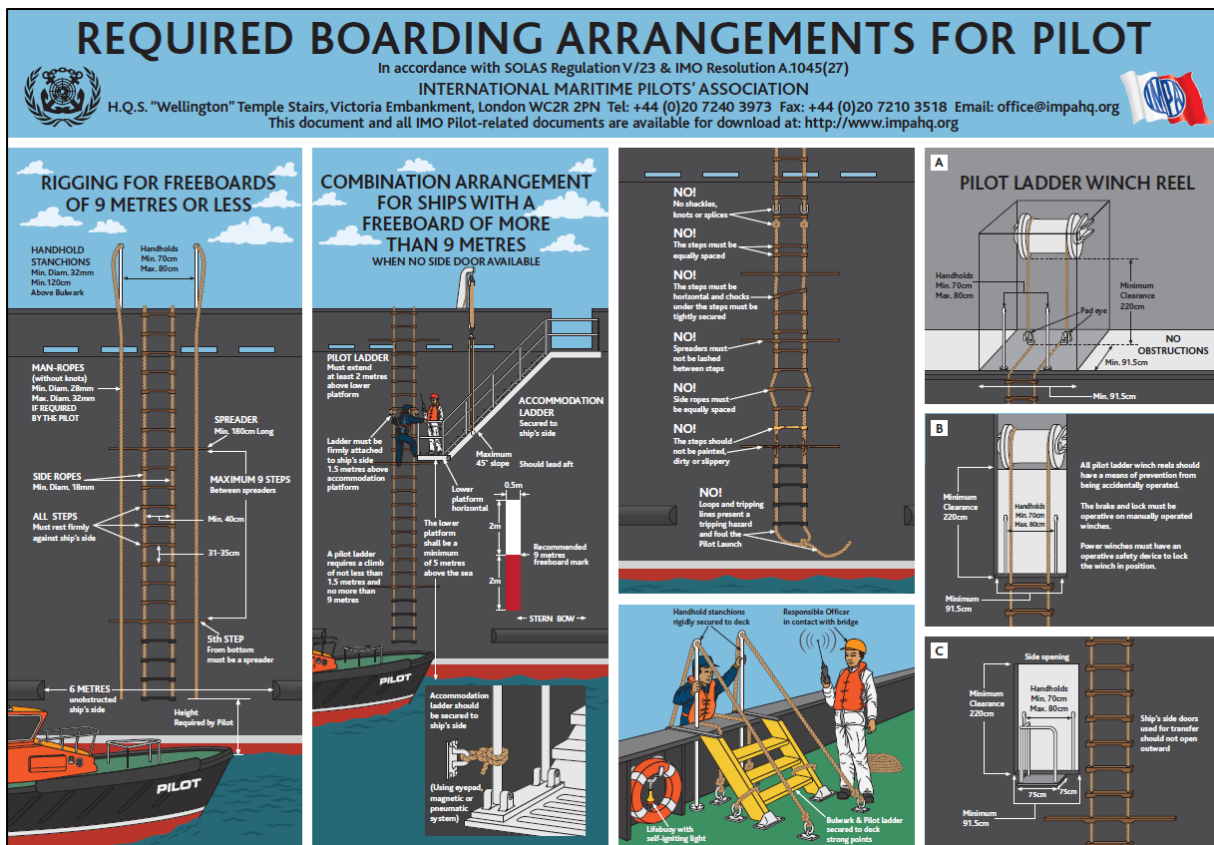 REQUIRED BOARDING ARRANGEMENTS FOR PILOT
In accordance with SOLAS Regulation V/23 & IMO Resolution A.1045(27)
INTERNATIONAL MARITIME PILOTS' ASSOCIATION
H.Q.S. "Wellington" Temple Stairs, Victoria Embankment, London WC2R 2PN Tel: +44 (0)20 7240 3973 Fax: +44 (0)20 7210 3518 Email: office@impahq.org
This document and all IMO Pilot-related documents are available for download at: http://www.impahq.org
IMPA
RIGGING FOR FREEBOARDS
OF 9 METRES OR LESS
HANDHOLD
STANCHIONS
Min. Diam. 32mm
Min. 120cm
Above Bulwark
Handholds
Min. 70cm
Max. 80cm
MAN-ROPES
(without knots)
Min. Diam. 28mm
Max. Diam. 32mm
IF REQUIRED
BY THE PILOT
SPREADER
Min. 180cm Long
SIDE ROPES
Min. Diam. 18mm
MAXIMUM 9 STEPS
Between spreaders
ALL STEPS
Must rest firmly
against ship's side
Min. 40cm
31-35cm
5th STEP
From bottom
must be a spreader
6 METRES
unobstructed
ship's side
Height
Required by Pilot
PILOT
COMBINATION ARRANGEMENT
FOR SHIPS WITH A
FREEBOARD OF MORE
THAN 9 METRES
WHEN NO SIDE DOOR AVAILABLE
PILOT LADDER
Must extend
at least 2 metres
above lower
platform
ACCOMMODATION
LADDER
Secured to
ship's side
Ladder must be
firmly attached
to ship's side
1.5 metres above
accommodation
platform
Maximum
45° slope
Should lead aft
Lower
platform
horizontal
0.5m
The lower
platform
shall be a
minimum
of 5 metres
above the sea
2m
Recommended
9 metres
freeboard mark
2m
A pilot ladder
requires a climb
of not less than
1.5 metres and
no more than
9 metres
STERN BOW
PILOT
Accommodation
ladder should
be secured to
ship's side
(Using eyepad,
magnetic or
pneumatic
system)
NO!
No shackles,
knots or splices
NO!
The steps must be
equally spaced
NO!
The steps must be
horizontal and chocks
under the steps must be
tightly secured
NO!
Spreaders must
not be lashed
between steps
NO!
Side ropes must
be equally spaced
NO!
The steps should
not be painted,
dirty or slippery
NO!
Loops and tripping
lines present a
tripping hazard
and foul the
Pilot Launch
Handhold stanchions
rigidly secured to deck
Responsible Officer
in contact with bridge
Lifebuoy with
self-igniting light
Bulwark & Pilot ladder
secured to deck
strong points
A
PILOT LADDER WINCH REEL
Handholds
Min. 70cm
Max. 80cm
Minimum
Clearance
220cm
Pad eye
NO
OBSTRUCTIONS
Min. 91.5cm
Min. 91.5cm
B
Minimum
Clearance
220cm
Handholds
Min. 70cm
Max. 80cm
Minimum
91.5cm
All pilot ladder winch reels should
have a means of prevention from
being accidentally operated.
The brake and lock must be
operative on manually operated
winches.
Power winches must have an
operative safety device to lock
the winch in position.
C
Side opening
Minimum
Clearance
220cm
Handholds
Min. 70cm
Max. 80cm
75cm
75cm
Minimum
91.5cm
Ship's side doors
used for transfer
should not open
outward